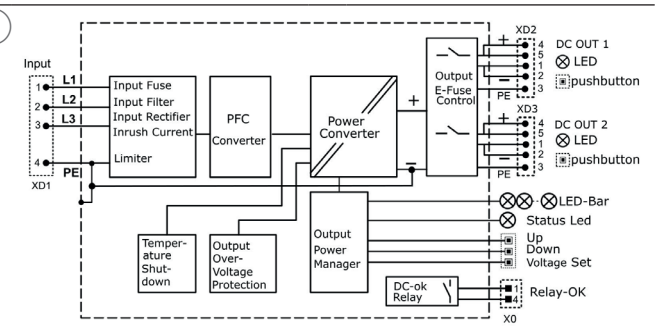 Input
L1
L2
L3
PE
1
2
3
4
XD1
Input Fuse
Input Filter
Input Rectifier
Inrush Current
Limiter
PFC
Converter
Power
Converter
+
−
Output
E-Fuse
Control
XD2
+
−
PE
4
5
1
2
3
DC OUT 1
LED
pushbutton
XD3
+
−
PE
4
5
1
2
3
DC OUT 2
LED
pushbutton
Temper-
ature
Shut-
down
Output
Over-
Voltage
Protection
Output
Power
Manager
LED-Bar
Status Led
Up
Down
Voltage Set
DC-ok
Relay
1
4
Relay-OK
X0